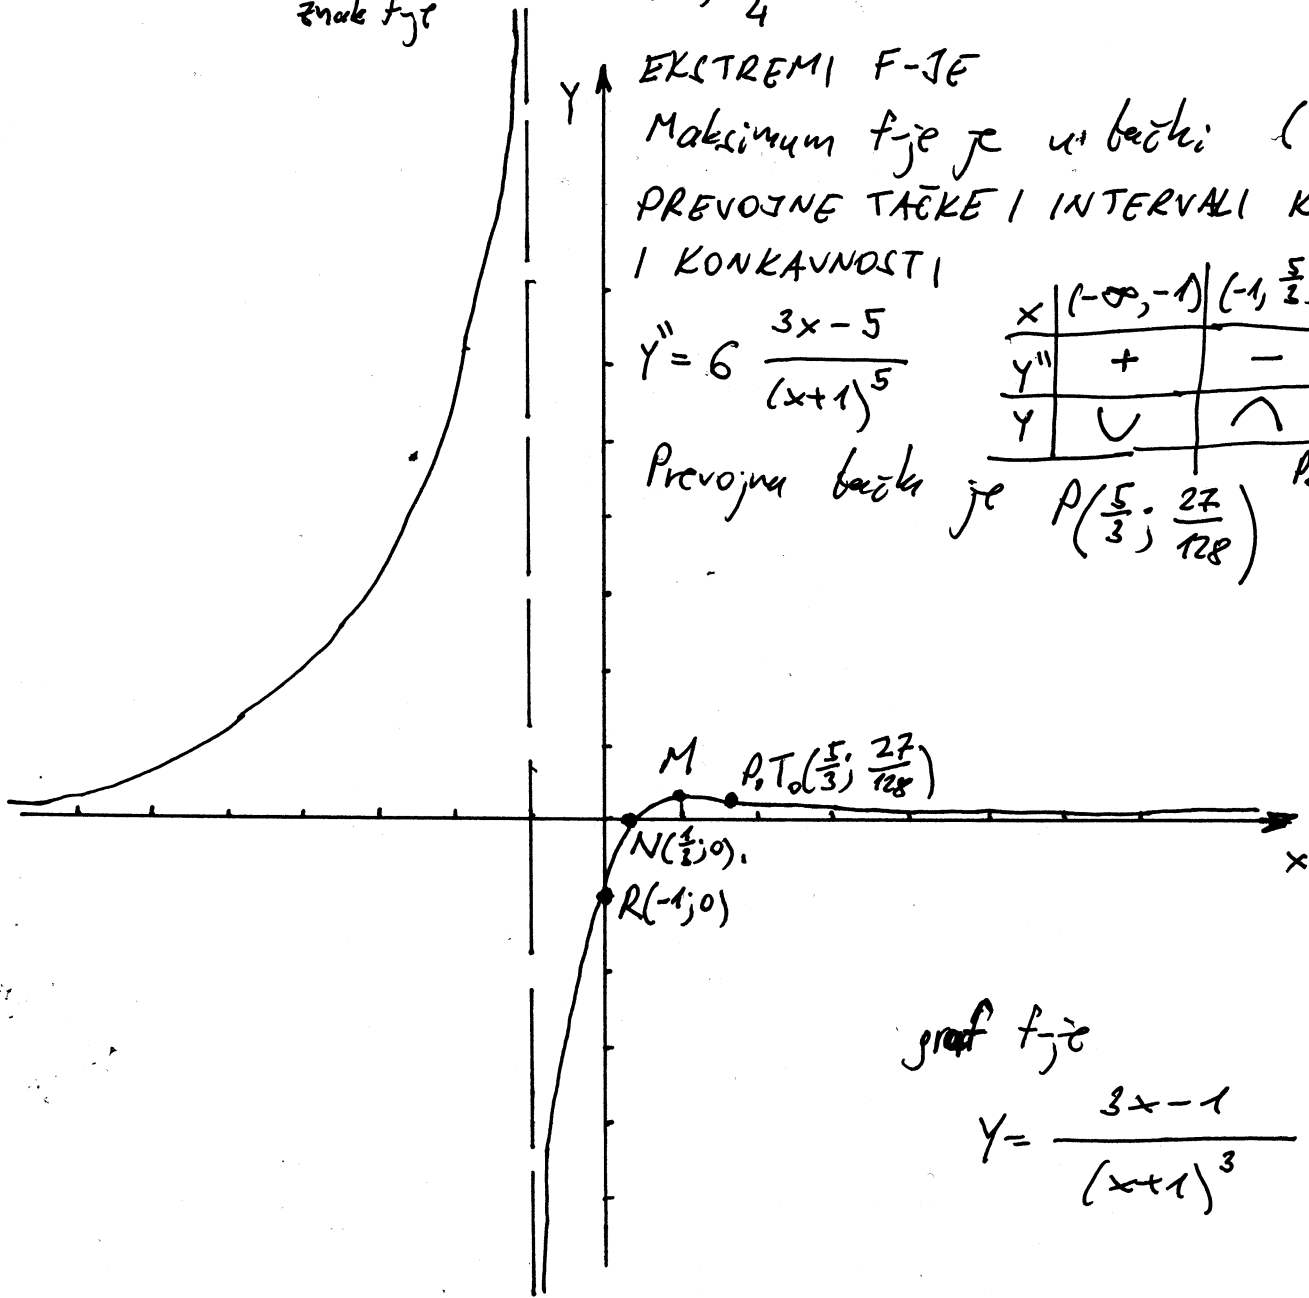 znak f-je
4
EKSTREMI F-JE
Y
Maksimum f-je je u tački (
PREVOJNE TAČKE I INTERVALI K
I KONKAVNOSTI
Y'' = 6 (3x-5)/(x+1)^5
x | (-∞, -1) | (-1, 5/3
Y'' | + | -
Y | ∪ | ∩
Prevojna tačka je P(5/3; 27/128)
P.
M
P.T.(5/3; 27/128)
N(1/3; 0).
x
R(-1; 0)
graf f-je
Y = (3x-1)/(x+1)^3